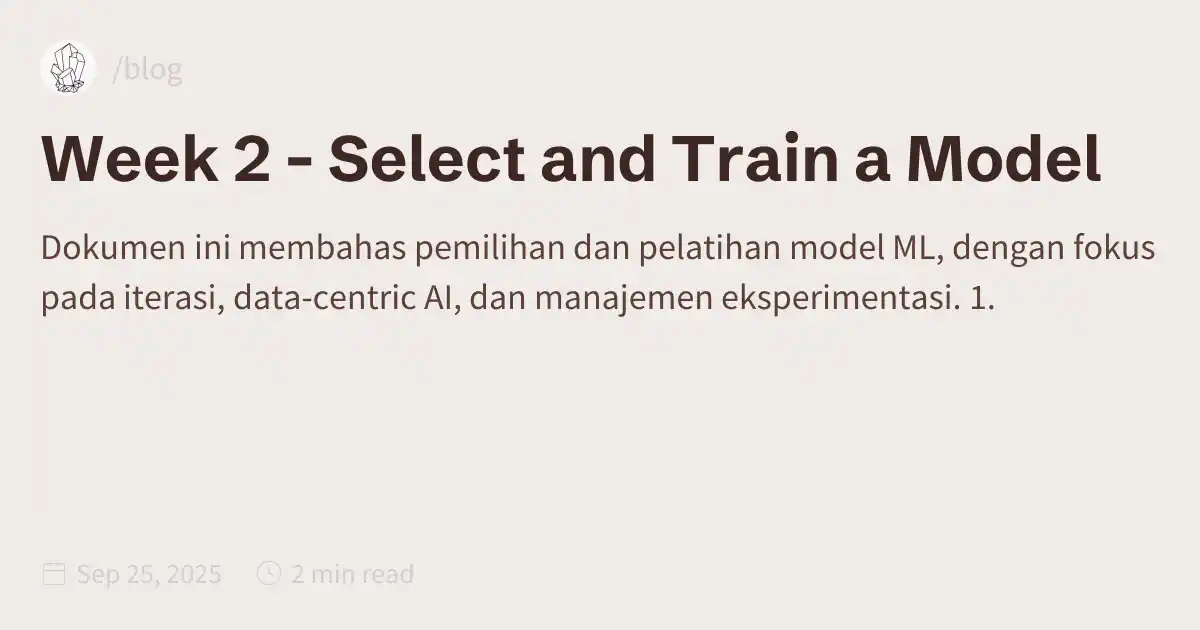 /blog
Week 2 - Select and Train a Model
Dokumen ini membahas pemilihan dan pelatihan model ML, dengan fokus
pada iterasi, data-centric AI, dan manajemen eksperimentasi. 1.
Sep 25, 2025 2 min read